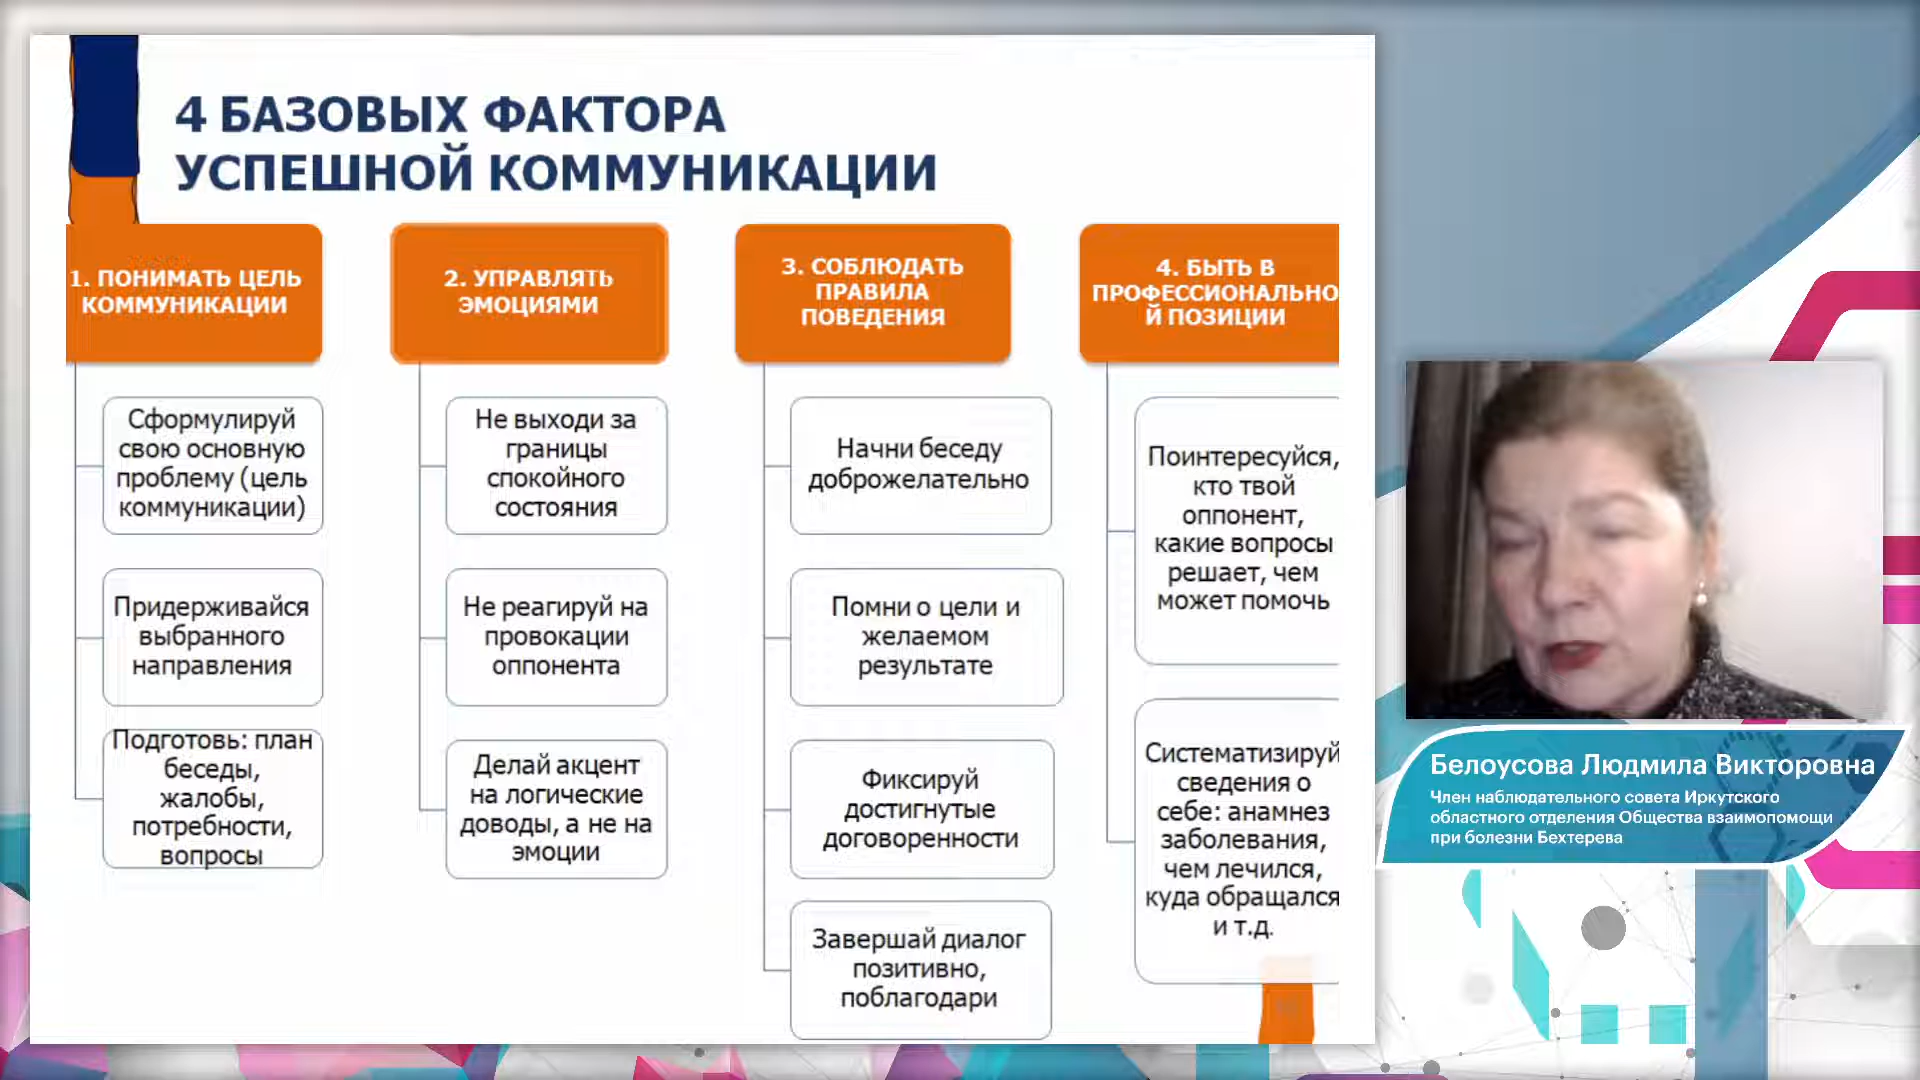 4 БАЗОВЫХ ФАКТОРА
УСПЕШНОЙ КОММУНИКАЦИИ
1. ПОНИМАТЬ ЦЕЛЬ
КОММУНИКАЦИИ
Сформулируй
свою основную
проблему (цель
коммуникации)
Придерживайся
выбранного
направления
Подготовь: план
беседы,
жалобы,
потребности,
вопросы
2. УПРАВЛЯТЬ
ЭМОЦИЯМИ
Не выходи за
границы
спокойного
состояния
Не реагируй на
провокации
оппонента
Делай акцент
на логические
доводы, а не на
эмоции
3. СОБЛЮДАТЬ
ПРАВИЛА
ПОВЕДЕНИЯ
Начни беседу
доброжелательно
Помни о цели и
желаемом
результате
Фиксируй
достигнутые
договоренности
Завершай диалог
позитивно,
поблагодари
4. БЫТЬ В
ПРОФЕССИОНАЛЬНО
Й ПОЗИЦИИ
Поинтересуйся,
кто твой
оппонент,
какие вопросы
решает, чем
может помочь
Систематизируй
сведения о
себе: анамнез
заболевания,
чем лечился,
куда обращался
и т.д.
Белоусова Людмила Викторовна
Член наблюдательного совета Иркутского
областного отделения Общества взаимопомощи
при болезни Бехтерева